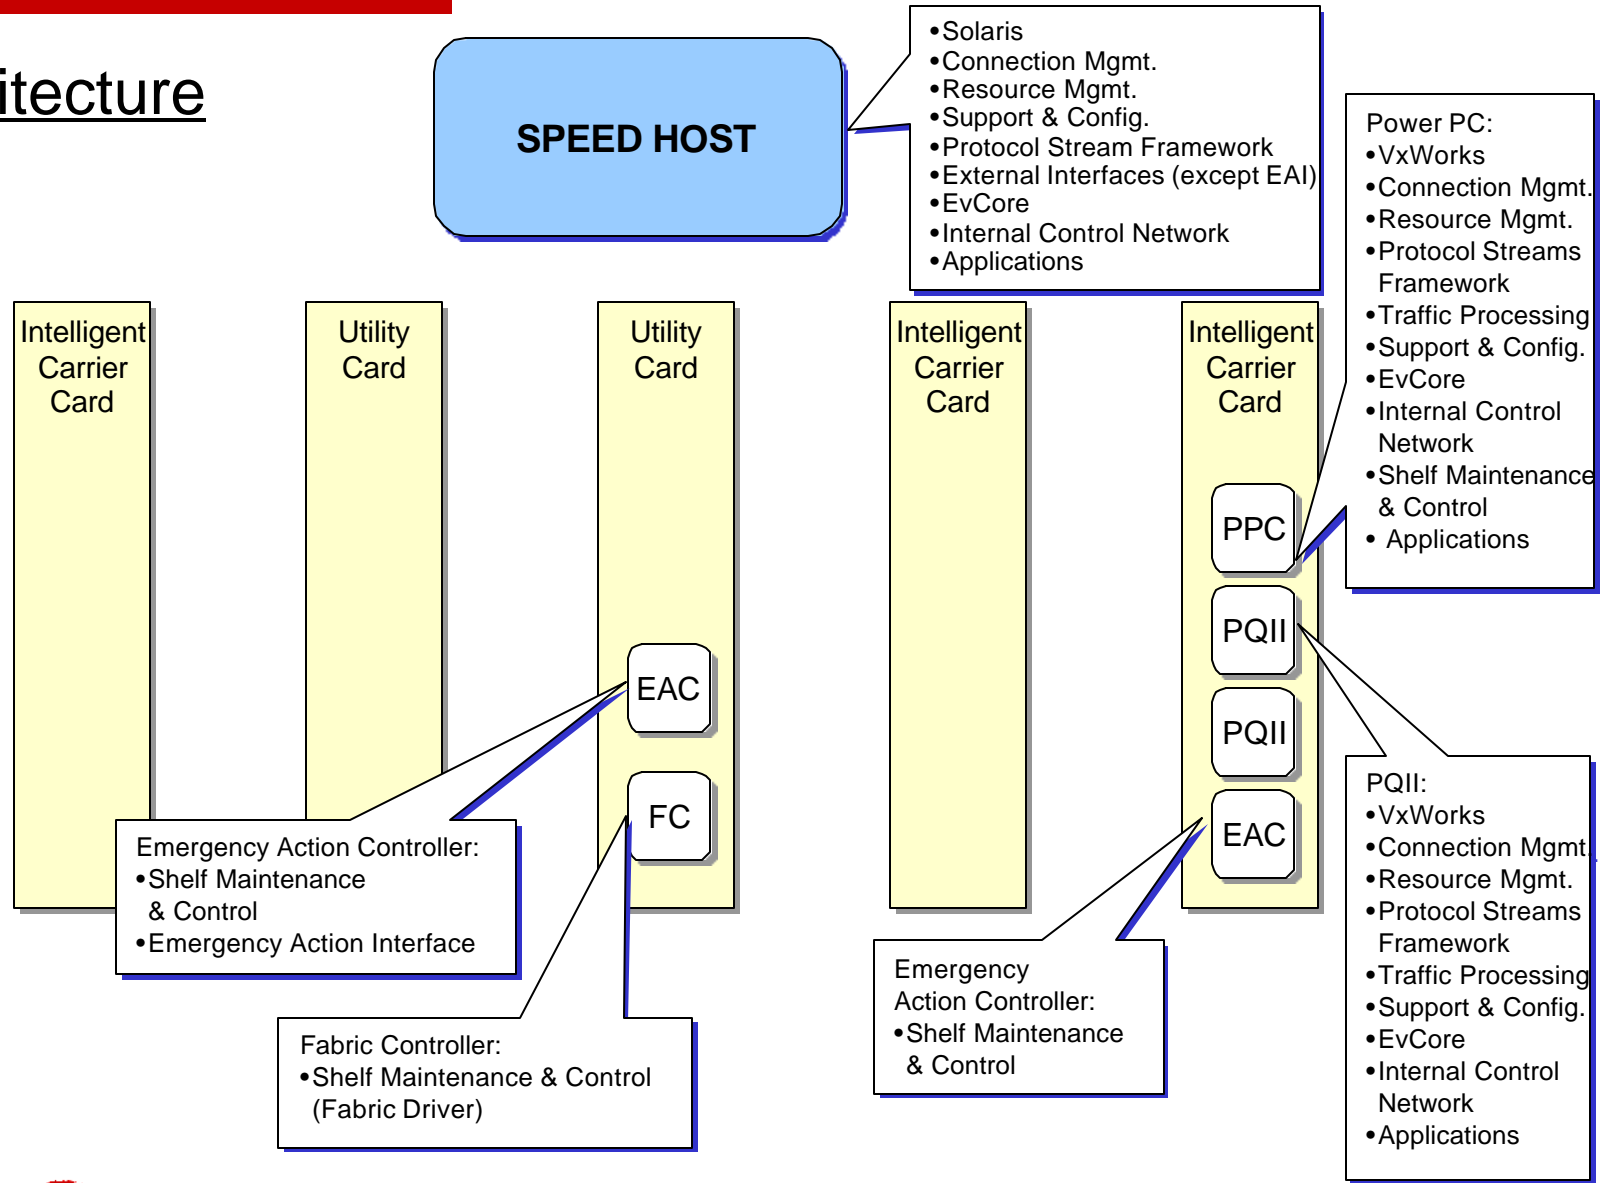 itecture
SPEED HOST
•Solaris
•Connection Mgmt.
•Resource Mgmt.
•Support & Config.
•Protocol Stream Framework
•External Interfaces (except EAI)
•EvCore
•Internal Control Network
•Applications
Power PC:
•VxWorks
•Connection Mgmt.
•Resource Mgmt.
•Protocol Streams
Framework
•Traffic Processing
•Support & Config.
•EvCore
•Internal Control
Network
•Shelf Maintenance
& Control
• Applications
Intelligent
Carrier
Card
Utility
Card
Utility
Card
Intelligent
Carrier
Card
Intelligent
Carrier
Card
EAC
FC
PPC
PQII
PQII
EAC
Emergency Action Controller:
•Shelf Maintenance
& Control
•Emergency Action Interface
Fabric Controller:
•Shelf Maintenance & Control
(Fabric Driver)
Emergency
Action Controller:
•Shelf Maintenance
& Control
PQII:
•VxWorks
•Connection Mgmt.
•Resource Mgmt.
•Protocol Streams
Framework
•Traffic Processing
•Support & Config.
•EvCore
•Internal Control
Network
•Applications